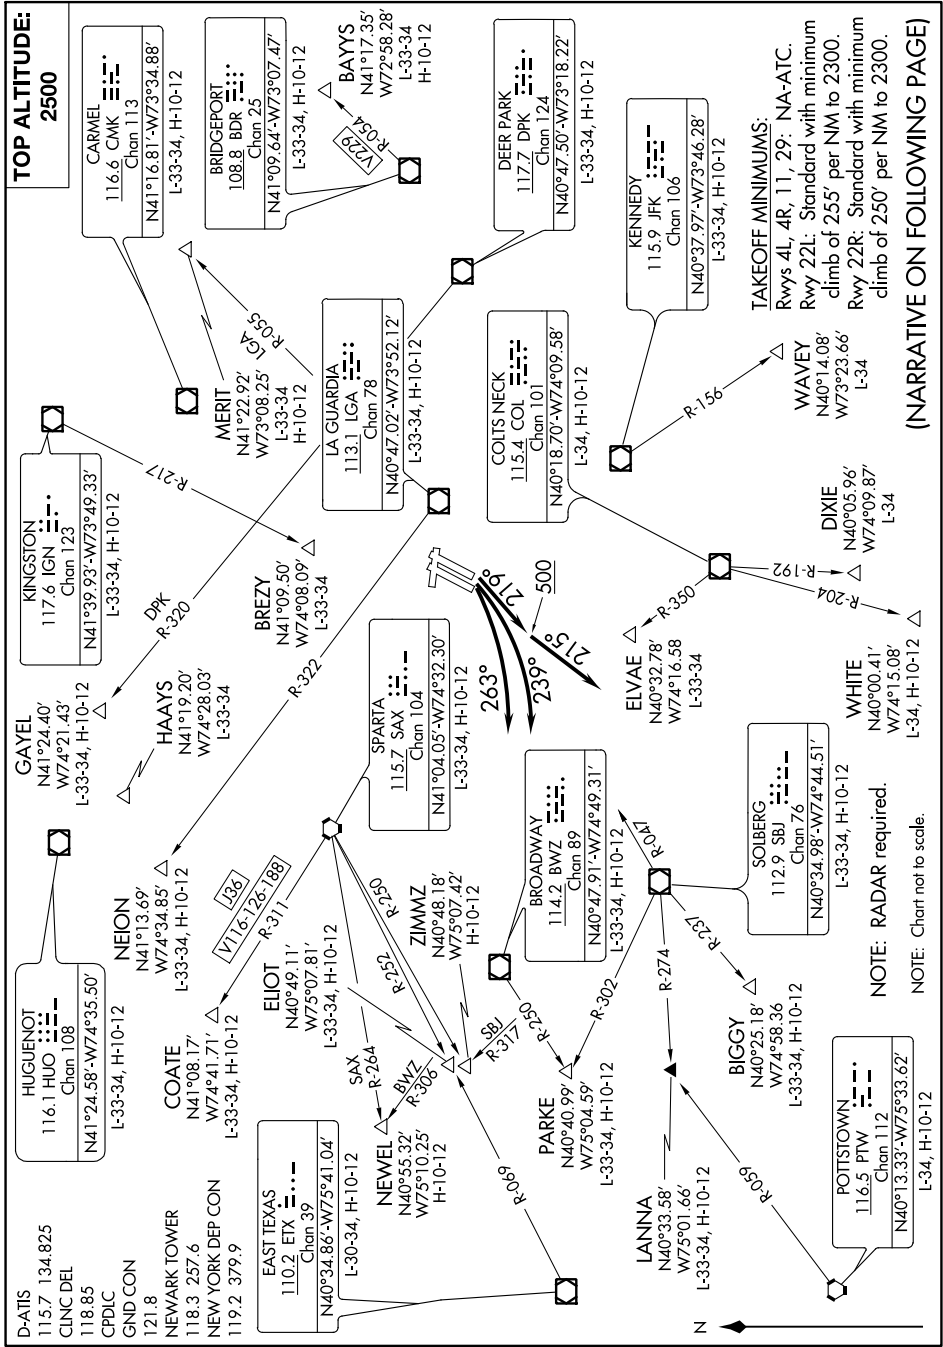 TOP ALTITUDE:
2500
D-ATIS
115.7 134.825
CLNC DEL
118.85
CPDLC
GND CON
121.8
NEWARK TOWER
118.3 257.6
NEW YORK DEP CON
119.2 379.9
HUGUENOT
116.1 HUO
Chan 108
N41°24.58'-W74°35.50'
L-33-34, H-10-12
GAYEL
N41°24.40'
W74°21.43'
L-33-34, H-10-12
KINGSTON
117.6 IGN
Chan 123
N41°39.93'-W73°49.33'
L-33-34, H-10-12
CARMEL
116.6 CMK
Chan 113
N41°16.81'-W73°34.88'
L-33-34, H-10-12
BRIDGEPORT
108.8 BDR
Chan 25
N41°09.64'-W73°07.47'
L-33-34, H-10-12
V229
R-054
BAYYS
N41°17.35'
W72°58.28'
L-33-34
H-10-12
HAAYS
N41°19.20'
W74°28.03'
L-33-34
NEION
N41°13.69'
W74°34.85'
L-33-34, H-10-12
COATE
N41°08.17'
W74°41.71'
L-33-34, H-10-12
DPK
R-320
R-217
BREZY
N41°09.50'
W74°08.09'
L-33-34
MERIT
N41°22.92'
W73°08.25'
L-33-34
H-10-12
LGA
R-055
R-322
J36
V116-126-188
R-311
LA GUARDIA
113.1 LGA
Chan 78
N40°47.02'-W73°52.12'
L-33-34, H-10-12
DEER PARK
117.7 DPK
Chan 124
N40°47.50'-W73°18.22'
L-33-34, H-10-12
SPARTA
115.7 SAX
Chan 104
N41°04.05'-W74°32.30'
L-33-34, H-10-12
EAST TEXAS
110.2 ETX
Chan 39
N40°34.86'-W75°41.04'
L-30-34, H-10-12
ELIOT
N40°49.11'
W75°07.81'
L-33-34, H-10-12
SAX
R-264
R-252
R-250
BWZ
R-306
NEWEL
N40°55.32'
W75°10.25'
H-10-12
ZIMMZ
N40°48.18'
W75°07.42'
H-10-12
SBJ
R-317
R-069
263°
239°
219°
215°
500
COLTS NECK
115.4 COL
Chan 101
N40°18.70'-W74°09.58'
L-34, H-10-12
KENNEDY
115.9 JFK
Chan 106
N40°37.97'-W73°46.28'
L-33-34, H-10-12
BROADWAY
114.2 BWZ
Chan 89
N40°47.91'-W74°49.31'
L-33-34, H-10-12
R-250
PARKE
N40°40.99'
W75°04.59'
L-33-34, H-10-12
R-302
R-047
R-274
R-237
ELVAE
N40°32.78'
W74°16.58
L-33-34
R-350
R-192
R-204
R-156
LANNA
N40°33.58'
W75°01.66'
L-33-34, H-10-12
BIGGY
N40°25.18'
W74°58.36
L-33-34, H-10-12
SOLBERG
112.9 SBJ
Chan 76
N40°34.98'-W74°44.51'
L-33-34, H-10-12
R-059
POTTSTOWN
116.5 PTW
Chan 112
N40°13.33'-W75°33.62'
L-34, H-10-12
WHITE
N40°00.41'
W74°15.08'
L-34, H-10-12
DIXIE
N40°05.96'
W74°09.87'
L-34
WAVEY
N40°14.08'
W73°23.66'
L-34
TAKEOFF MINIMUMS:
Rwys 4L, 4R, 11, 29: NA-ATC.
Rwy 22L: Standard with minimum
climb of 255' per NM to 2300.
Rwy 22R: Standard with minimum
climb of 250' per NM to 2300.
NOTE: RADAR required.
NOTE: Chart not to scale.
N
(NARRATIVE ON FOLLOWING PAGE)